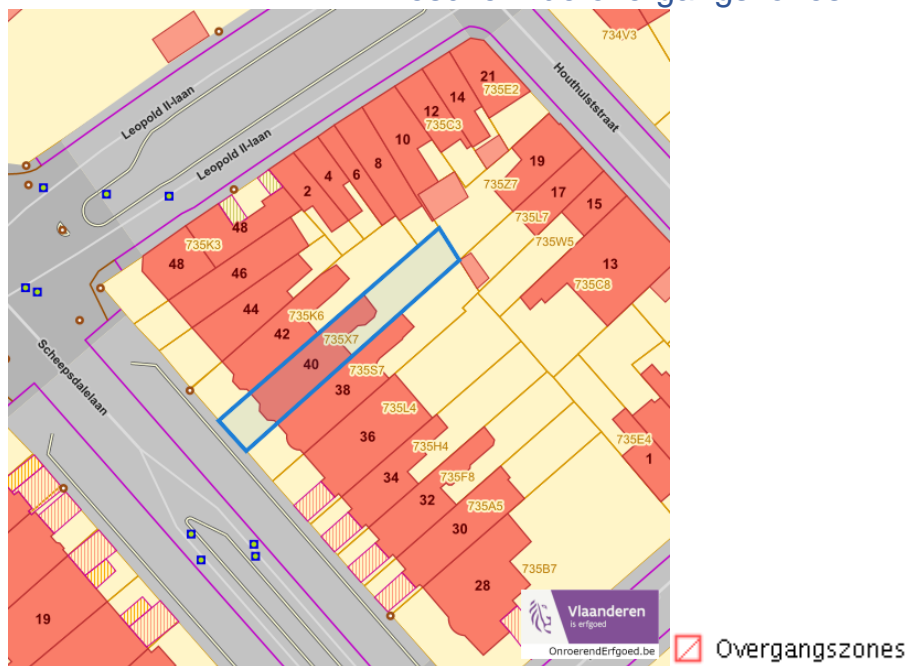 734V3
21
735E2
14
12
735C3
10
8
6
4
2
Houthulststraat
Leopold II-laan
Leopold II-laan
19
735Z7
17
735L7
15
735W5
13
735C8
48
735K3
48
46
44
42
735K6
735X7
40
735S7
38
735L4
36
735H4
34
735F8
32
735A5
30
735E4
1
735B7
28
Scheepsdalelaan
19
Vlaanderen
is erfgoed
OnroerendErfgoed.be
Overgangszones